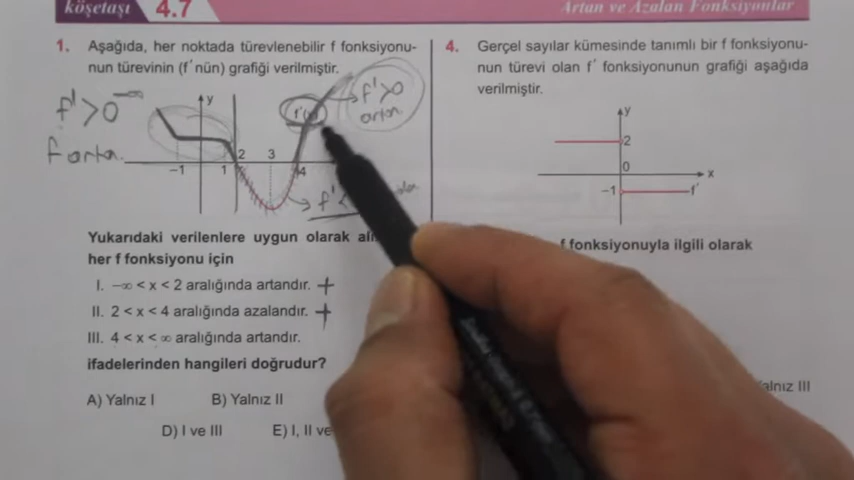 köşetaşı 4.7
Artan ve Azalan Fonksiyonlar
1. Aşağıda, her noktada türevlenebilir f fonksiyonu-
nun türevinin (f'nün) grafiği verilmiştir.
f' > 0
f artan.
-∞
y
-1 1 2 3 4
f' > 0
artan
f' <
Yukarıdaki verilenlere uygun olarak
her f fonksiyonu için
I. -∞ < x < 2 aralığında artandır. +
II. 2 < x < 4 aralığında azalandır. +
III. 4 < x < ∞ aralığında artandır.
ifadelerinden hangileri doğrudur?
A) Yalnız I B) Yalnız II
D) I ve III E) I, II ve
4. Gerçel sayılar kümesinde tanımlı bir f fonksiyonu-
nun türevi olan f' fonksiyonunun grafiği aşağıda
verilmiştir.
y
2
0
x
-1
f'
f fonksiyonuyla ilgili olarak
III